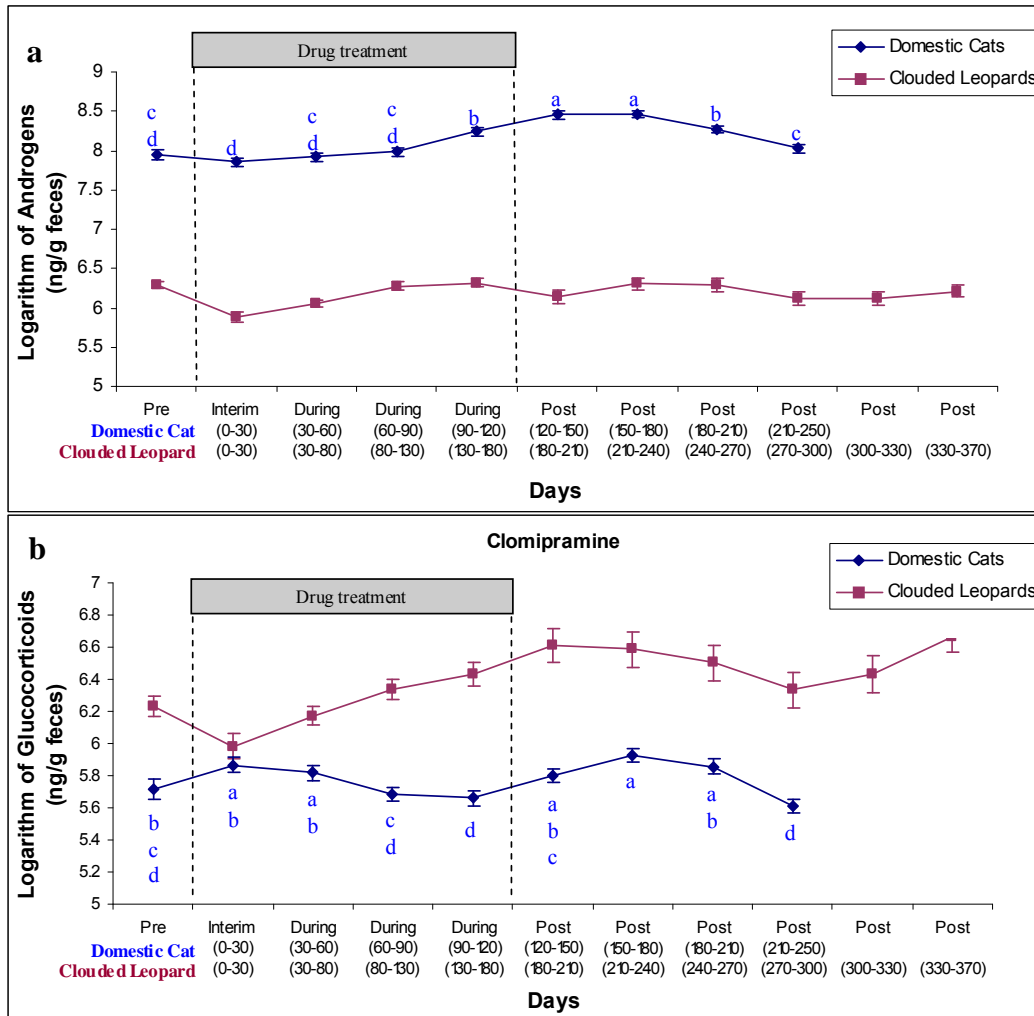 a
Drug treatment
Domestic Cats
Clouded Leopards
Logarithm of Androgens
(ng/g feces)
9
8.5
8
7.5
7
6.5
6
5.5
5
c c c b a a b c
d d d d
Pre Interim During During During Post Post Post Post Post Post
Domestic Cat (0-30) (30-60) (60-90) (90-120) (120-150) (150-180) (180-210) (210-250)
Clouded Leopard (0-30) (30-80) (80-130) (130-180) (180-210) (210-240) (240-270) (270-300) (300-330) (330-370)
Days
b
Clomipramine
Drug treatment
Domestic Cats
Clouded Leopards
Logarithm of Glucocorticoids
(ng/g feces)
7
6.8
6.6
6.4
6.2
6
5.8
5.6
5.4
5.2
5
b a a c d a a a d
c b b d b b
d c
Pre Interim During During During Post Post Post Post Post Post
Domestic Cat (0-30) (30-60) (60-90) (90-120) (120-150) (150-180) (180-210) (210-250)
Clouded Leopard (0-30) (30-80) (80-130) (130-180) (180-210) (210-240) (240-270) (270-300) (300-330) (330-370)
Days